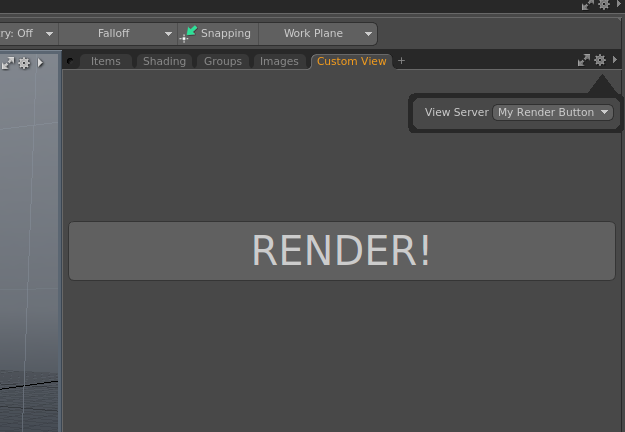 ry: Off Falloff Snapping Work Plane
Items Shading Groups Images Custom View +
View Server My Render Button
RENDER!